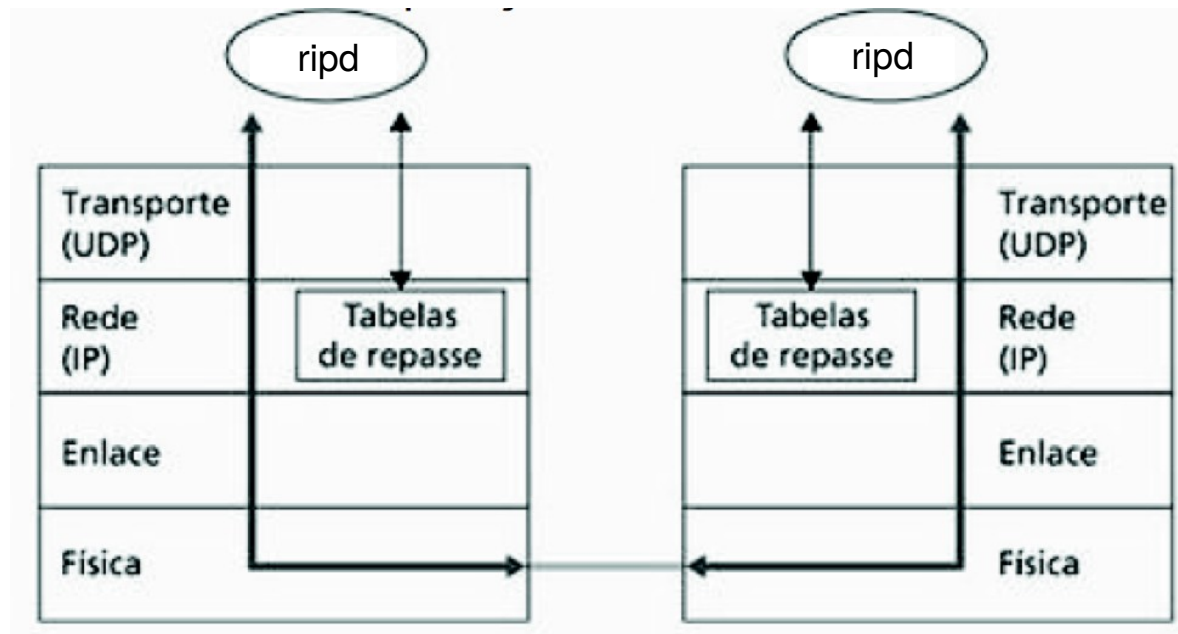 ripd
ripd
Transporte
(UDP)
Transporte
(UDP)
Rede
(IP)
Tabelas
de repasse
Tabelas
de repasse
Rede
(IP)
Enlace
Enlace
Física
Física